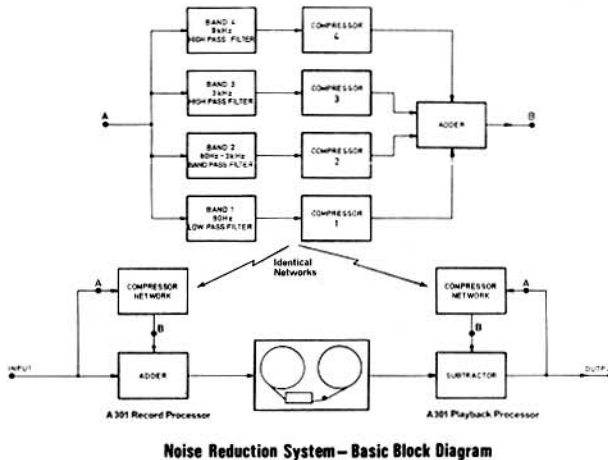 BAND 4
9kHz
HIGH PASS FILTER
COMPRESSOR
4
BAND 3
3kHz
HIGH PASS FILTER
COMPRESSOR
3
A
ADDER
B
BAND 2
80Hz - 3kHz
BAND PASS FILTER
COMPRESSOR
2
BAND 1
80Hz
LOW PASS FILTER
COMPRESSOR
1
Identical
Networks
A
COMPRESSOR
NETWORK
COMPRESSOR
NETWORK
A
B
B
INPUT
ADDER
SUBTRACTOR
OUTPUT
A301 Record Processor
A301 Playback Processor
Noise Reduction System – Basic Block Diagram